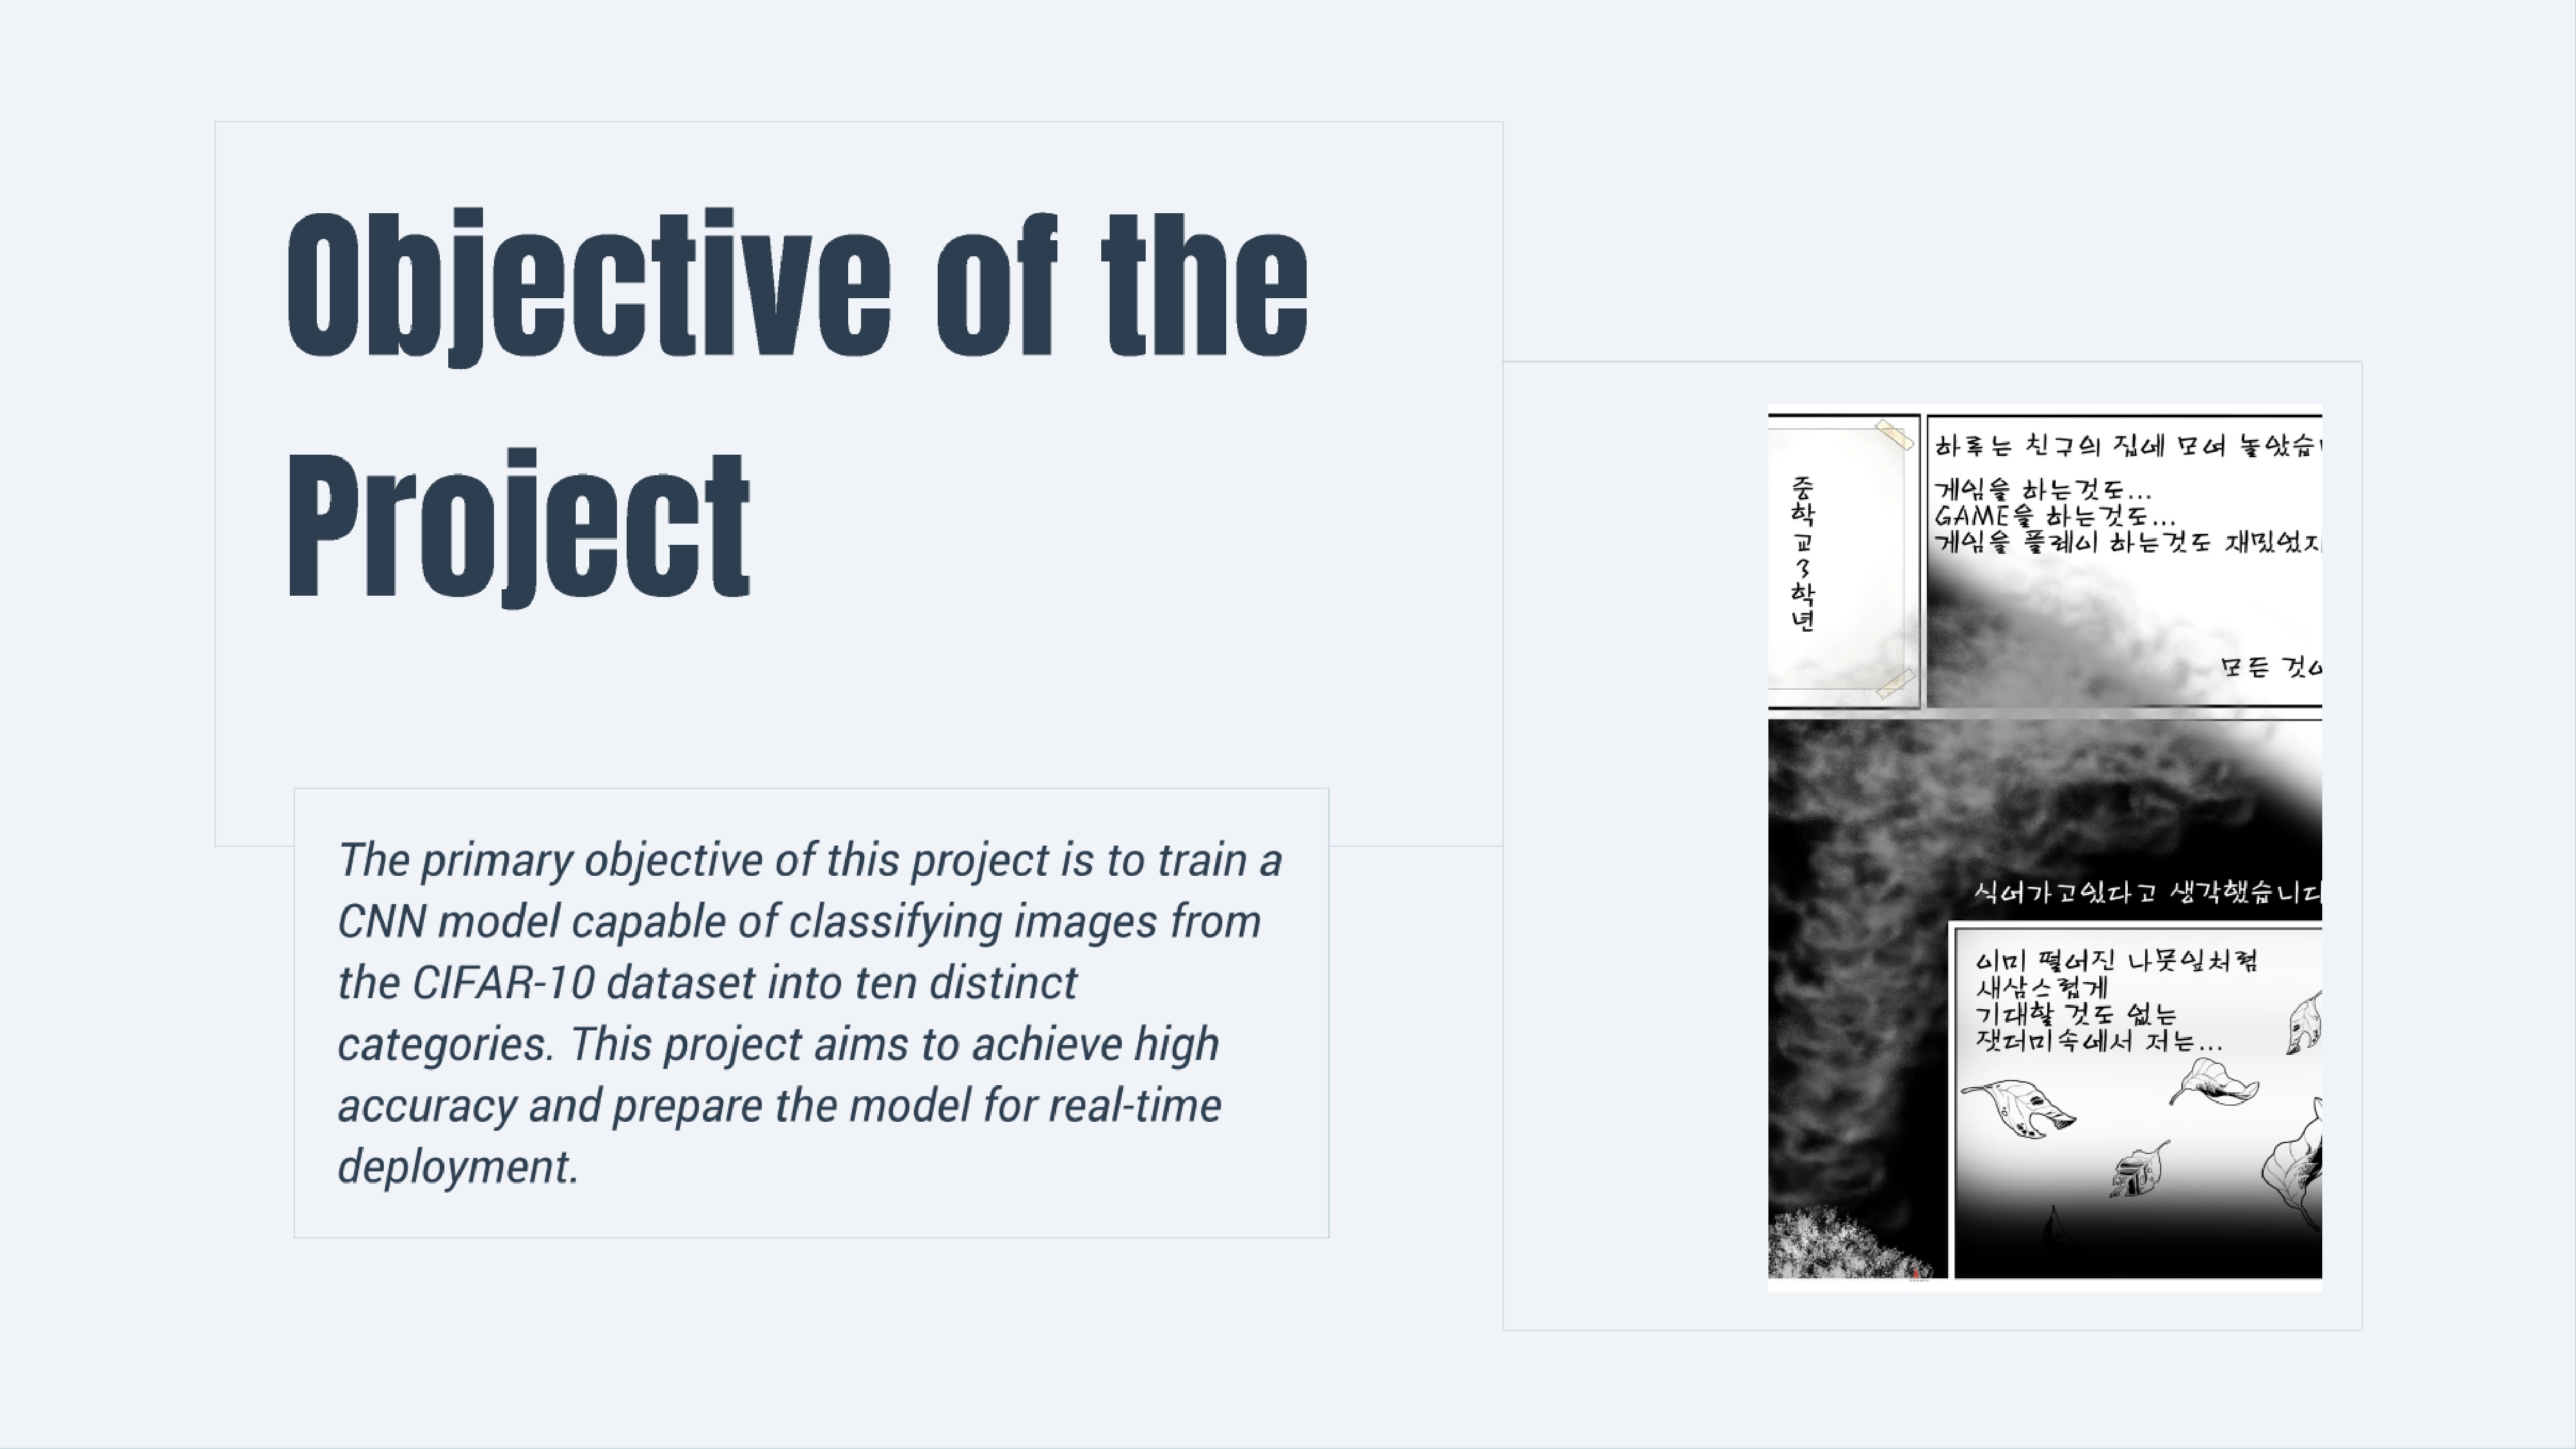 Objective of the
Project
The primary objective of this project is to train a
CNN model capable of classifying images from
the CIFAR-10 dataset into ten distinct
categories. This project aims to achieve high
accuracy and prepare the model for real-time
deployment.
중학교3학년
하루는 친구의 집에 모여 놀았습
게임을 하는것도...
GAME을 하는것도...
게임을 플레이 하는것도 재밌었지
모든 것이
식어가고있다고 생각했습니다
이미 떨어진 나뭇잎처럼
새삼스럽게
기대할 것도 없는
잿더미속에서 저는...